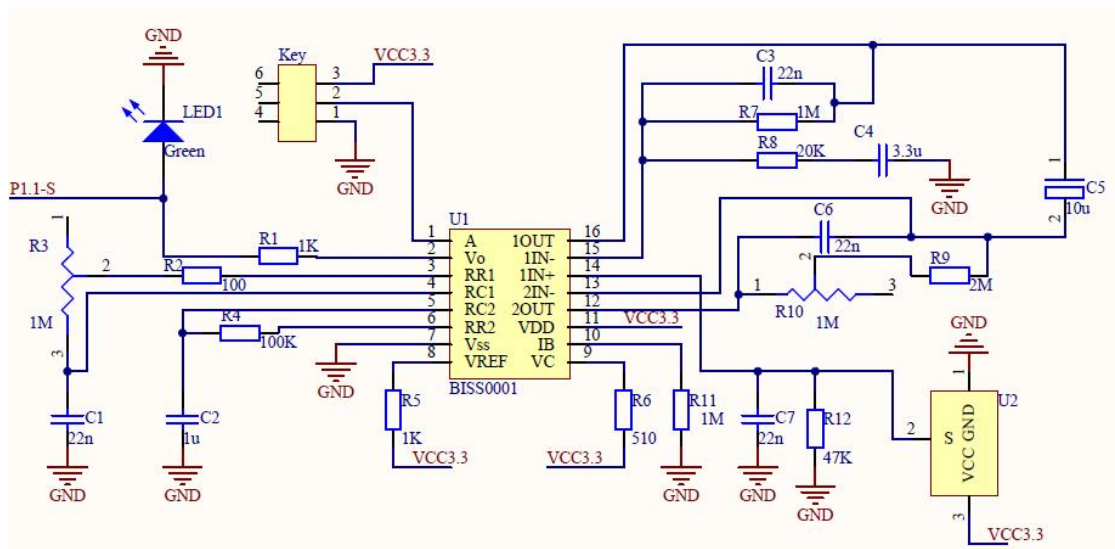 GND
Key
VCC3.3
6 3
5 2
4 1
LED1
Green
GND
P1.1-S
C3
22n
R7 1M
R8
20K
C4
3.3u
GND
1
C5
10u
2
U1
1 A 1OUT 16
2 Vo 1IN- 15
3 RR1 1IN+ 14
4 RC1 2IN- 13
5 RC2 2OUT 12
6 RR2 VDD 11
7 Vss IB 10
8 VREF VC 9
BISS0001
VCC3.3
R1
1K
1
R3
2
R2
100
1M
3
R4
100K
C6
22n
2
R9
2M
1 3
R10
1M
GND
GND
R5
1K
VCC3.3
R6
510
VCC3.3
R11
1M
GND
C1
22n
GND
C2
1u
GND
C7
22n
GND
R12
47K
GND
1
U2
2 S
VCC GND
3
VCC3.3